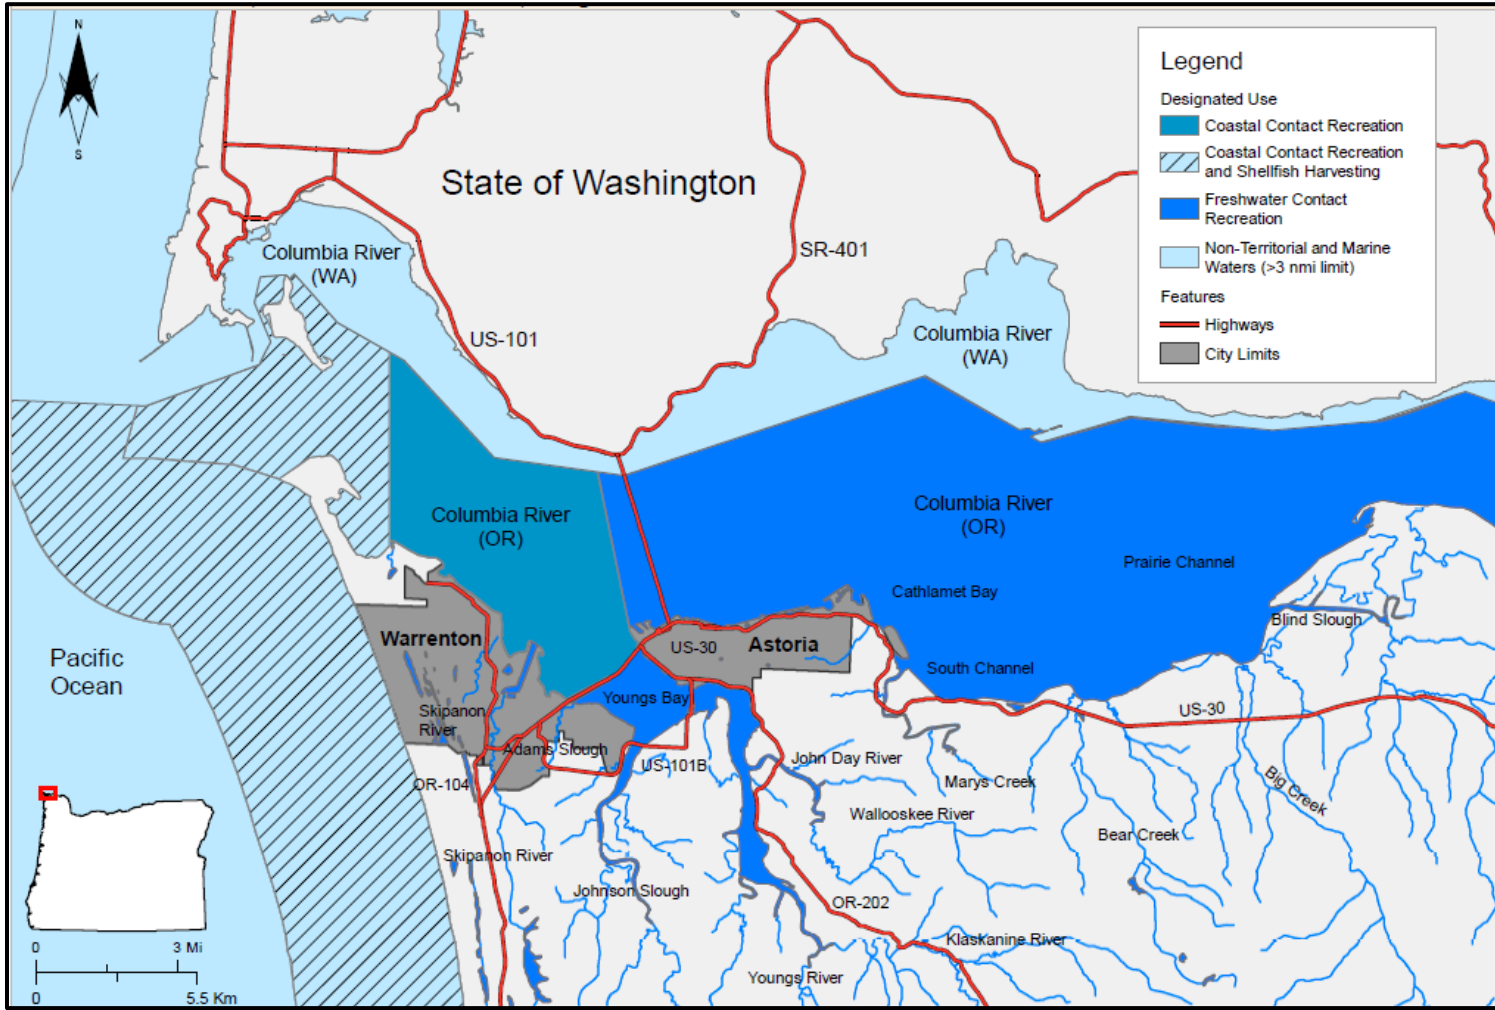 N
S
Legend
Designated Use
Coastal Contact Recreation
Coastal Contact Recreation
and Shellfish Harvesting
Freshwater Contact
Recreation
Non-Territorial and Marine
Waters (>3 nmi limit)
Features
Highways
City Limits
State of Washington
Columbia River
(WA)
SR-401
US-101
Columbia River
(WA)
Columbia River
(OR)
Columbia River
(OR)
Prairie Channel
Cathlamet Bay
Blind Slough
Warrenton
US-30
Astoria
Pacific
Ocean
South Channel
Youngs Bay
US-30
Skipanon
River
Adams Slough
US-101B
John Day River
OR-104
Marys Creek
Big Creek
Wallooskee River
Bear Creek
Skipanon River
Johnson Slough
OR-202
Klaskanine River
Youngs River
0 3 Mi
0 5.5 Km